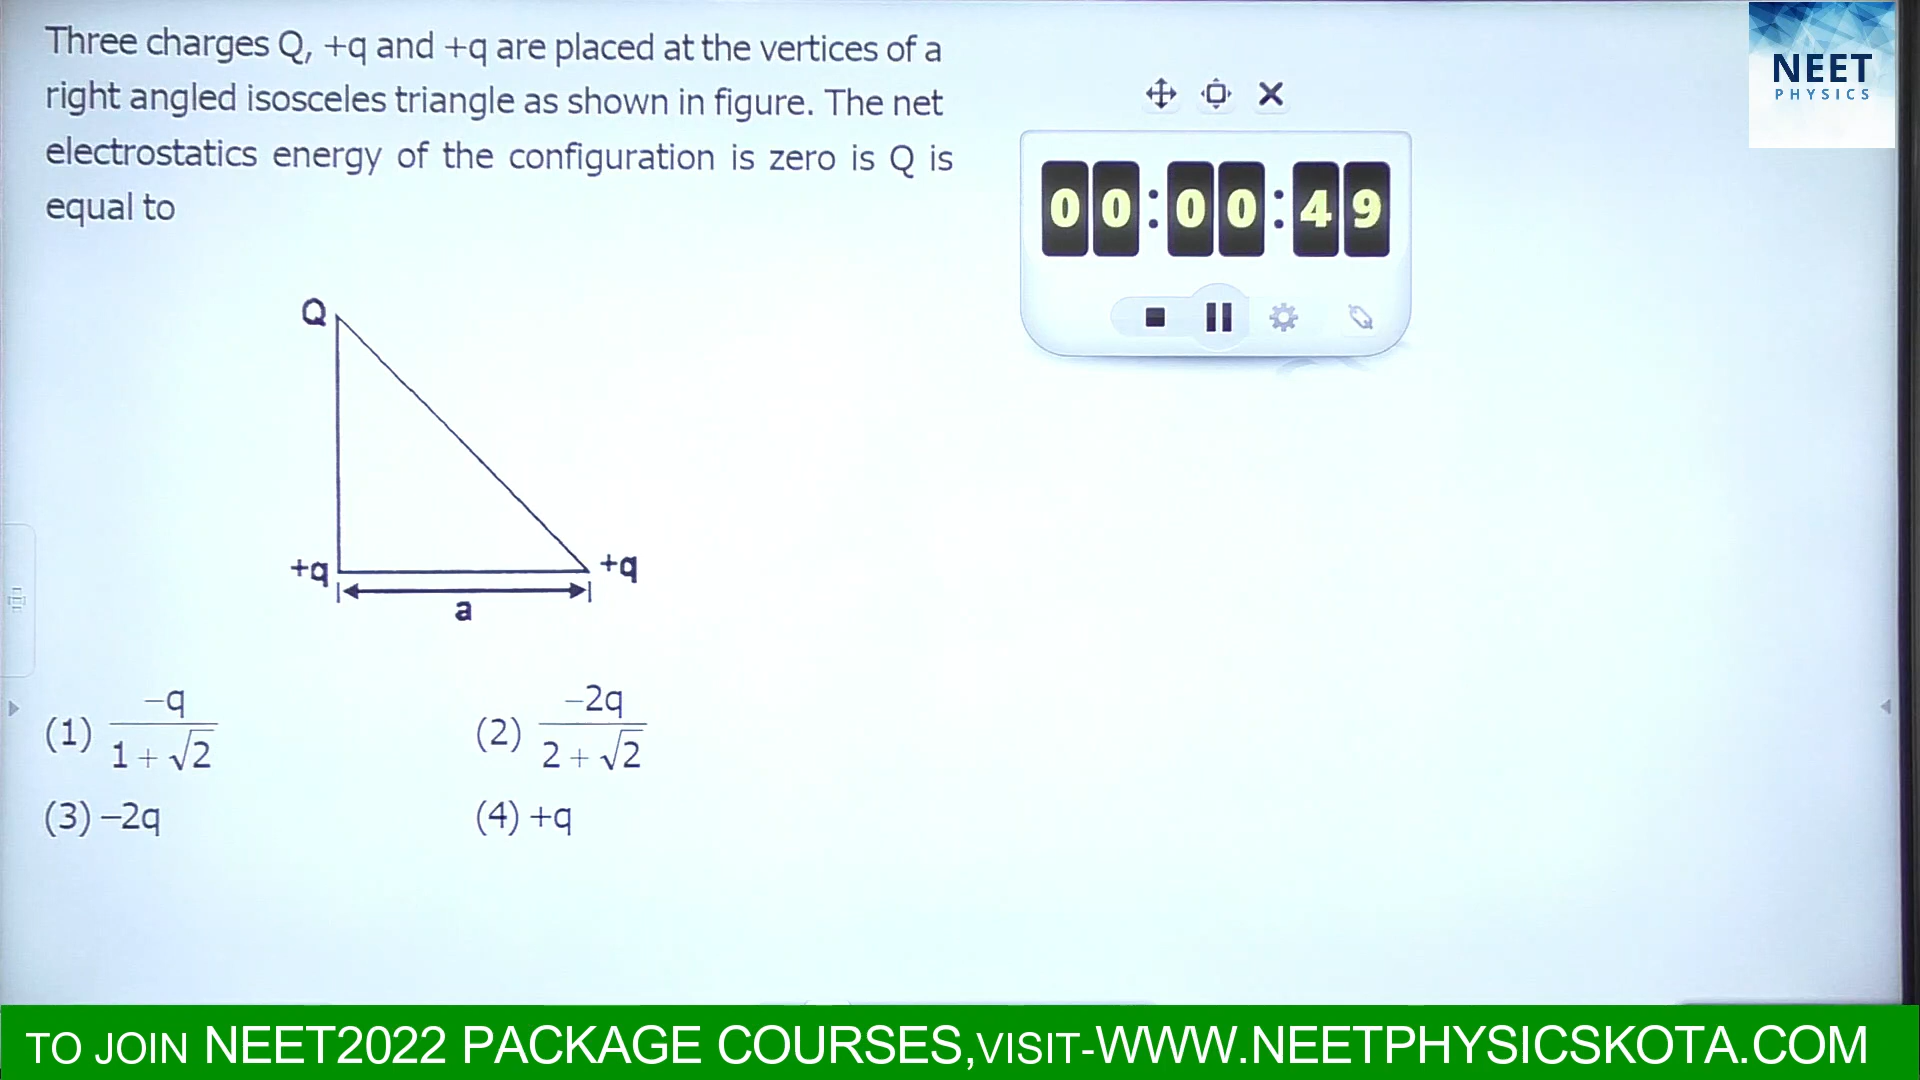 Three charges Q, +q and +q are placed at the vertices of a
right angled isosceles triangle as shown in figure. The net
electrostatics energy of the configuration is zero is Q is
equal to
NEET
PHYSICS
00:00:49
Q
+q
+q
a
(1) -q / 1 + √2
(2) -2q / 2 + √2
(3) -2q
(4) +q
TO JOIN NEET2022 PACKAGE COURSES,VISIT-WWW.NEETPHYSICSKOTA.COM